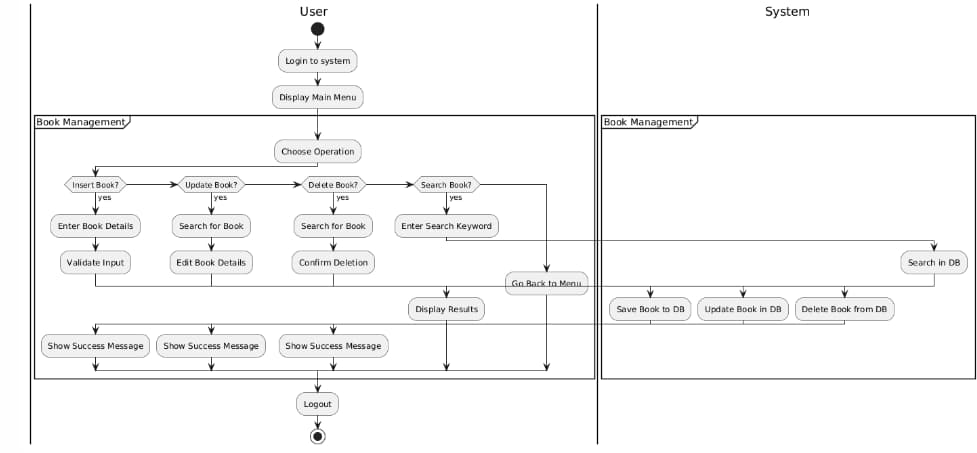 User
System
Login to system
Display Main Menu
Book Management
Book Management
Choose Operation
Insert Book?
Update Book?
Delete Book?
Search Book?
yes
yes
yes
yes
Enter Book Details
Search for Book
Search for Book
Enter Search Keyword
Validate Input
Edit Book Details
Confirm Deletion
Search in DB
Go Back to Menu
Display Results
Save Book to DB
Update Book in DB
Delete Book from DB
Show Success Message
Show Success Message
Show Success Message
Logout